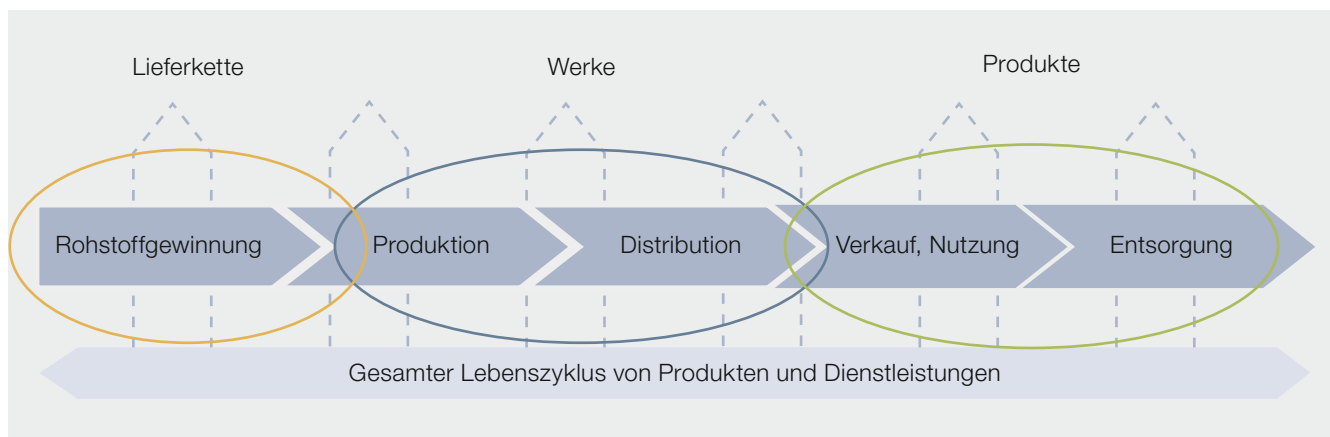 Lieferkette
Werke
Produkte
Rohstoffgewinnung
Produktion
Distribution
Verkauf, Nutzung
Entsorgung
Gesamter Lebenszyklus von Produkten und Dienstleistungen